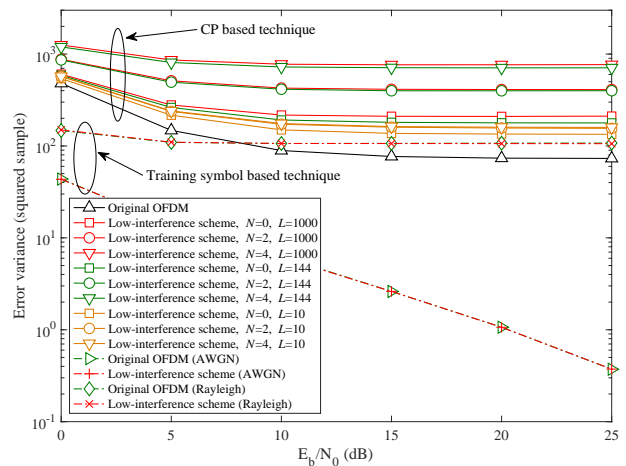 CP based technique
Training symbol based technique
Error variance (squared sample)
10^3
10^2
10^1
10^0
10^-1
Original OFDM
Low-interference scheme, N=0, L=1000
Low-interference scheme, N=2, L=1000
Low-interference scheme, N=4, L=1000
Low-interference scheme, N=0, L=144
Low-interference scheme, N=2, L=144
Low-interference scheme, N=4, L=144
Low-interference scheme, N=0, L=10
Low-interference scheme, N=2, L=10
Low-interference scheme, N=4, L=10
Original OFDM (AWGN)
Low-interference scheme (AWGN)
Original OFDM (Rayleigh)
Low-interference scheme (Rayleigh)
0 5 10 15 20 25
E_b/N_0 (dB)